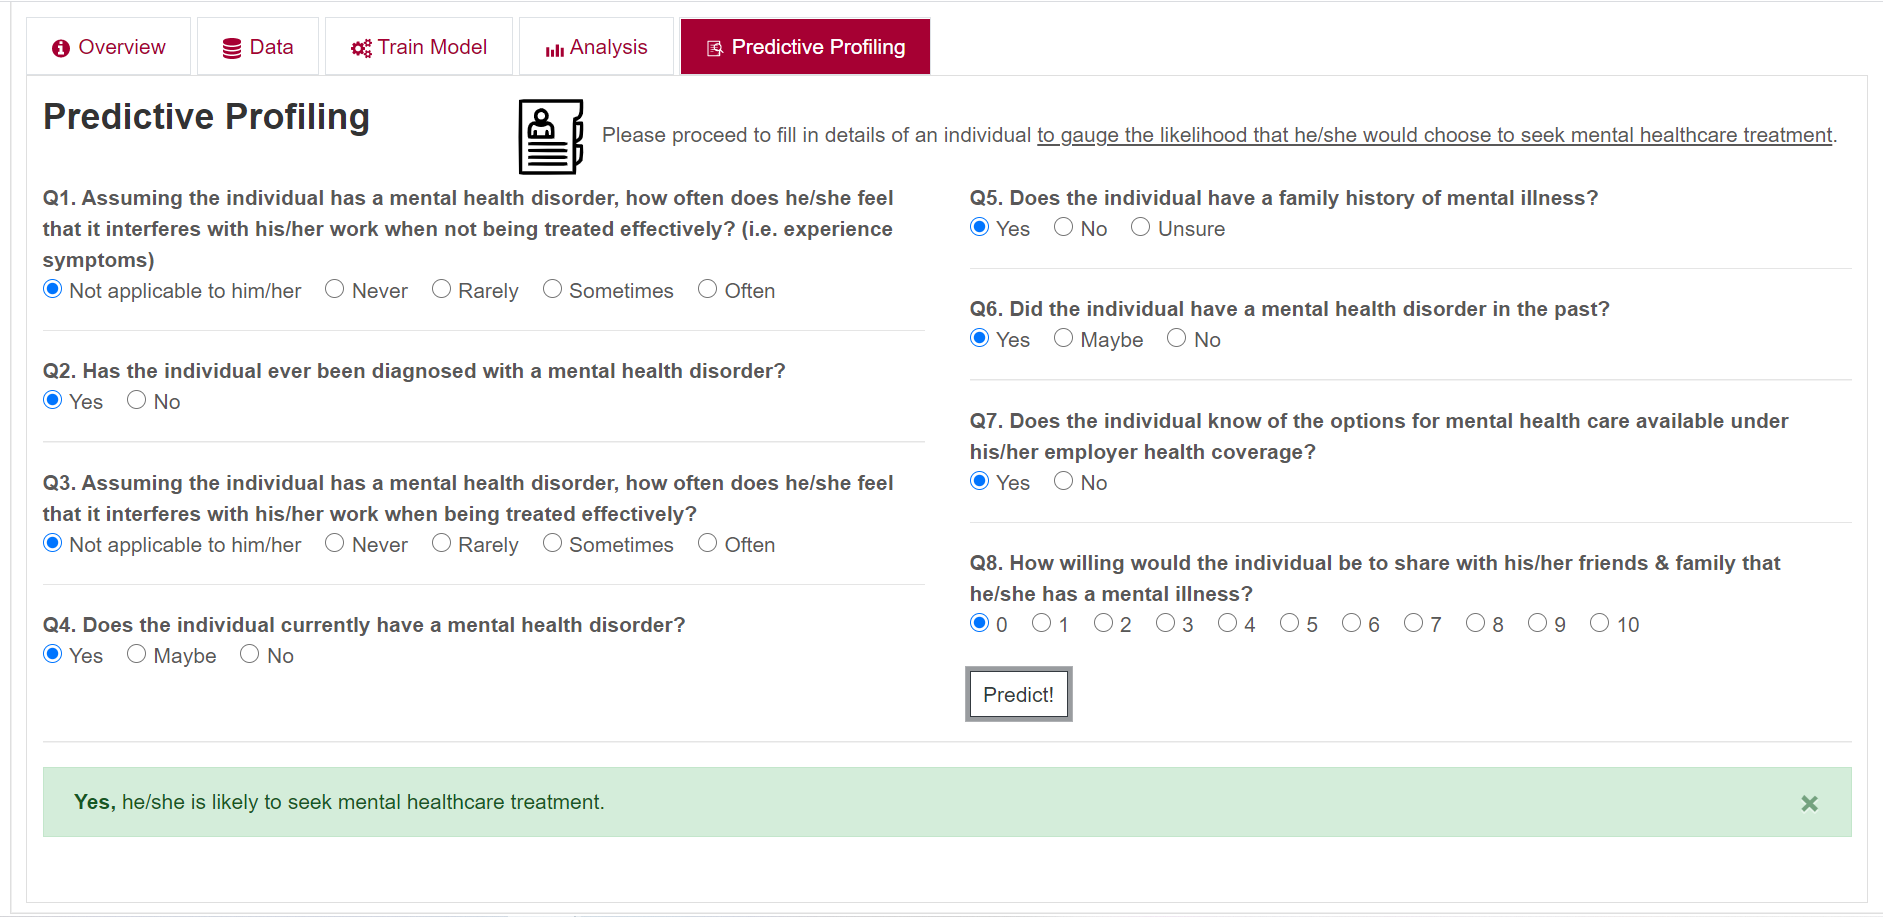 Overview
Data
Train Model
Analysis
Predictive Profiling
Predictive Profiling
Please proceed to fill in details of an individual to gauge the likelihood that he/she would choose to seek mental healthcare treatment.
Q1. Assuming the individual has a mental health disorder, how often does he/she feel
that it interferes with his/her work when not being treated effectively? (i.e. experience
symptoms)
Not applicable to him/her Never Rarely Sometimes Often
Q2. Has the individual ever been diagnosed with a mental health disorder?
Yes No
Q3. Assuming the individual has a mental health disorder, how often does he/she feel
that it interferes with his/her work when being treated effectively?
Not applicable to him/her Never Rarely Sometimes Often
Q4. Does the individual currently have a mental health disorder?
Yes Maybe No
Q5. Does the individual have a family history of mental illness?
Yes No Unsure
Q6. Did the individual have a mental health disorder in the past?
Yes Maybe No
Q7. Does the individual know of the options for mental health care available under
his/her employer health coverage?
Yes No
Q8. How willing would the individual be to share with his/her friends & family that
he/she has a mental illness?
0 1 2 3 4 5 6 7 8 9 10
Predict!
Yes, he/she is likely to seek mental healthcare treatment.